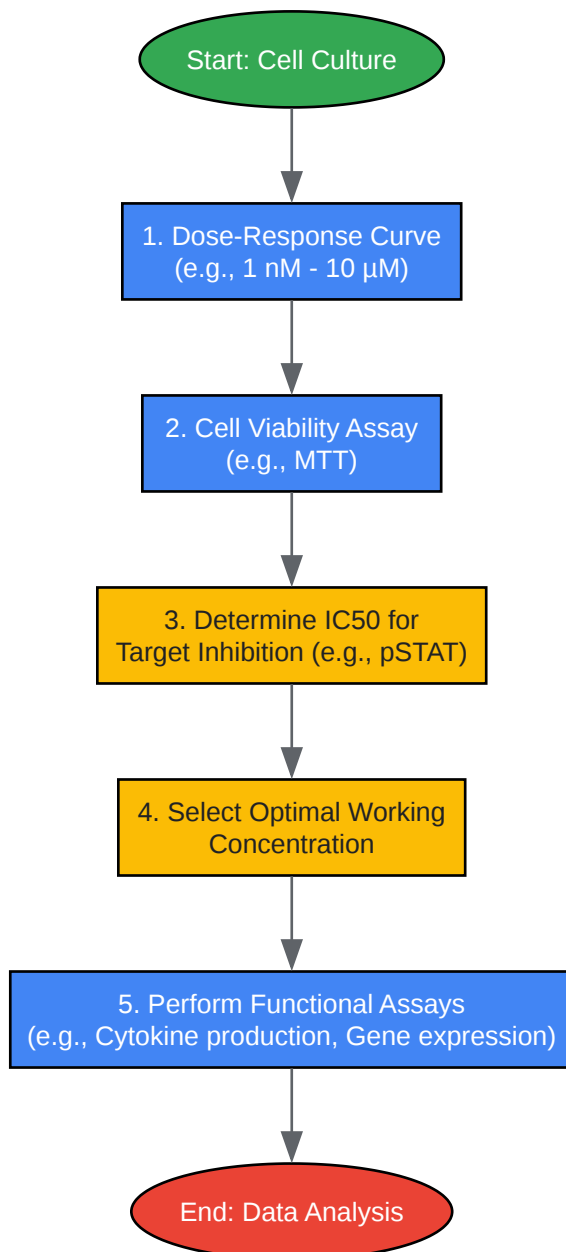 Start: Cell Culture
1. Dose-Response Curve
(e.g., 1 nM - 10 µM)
2. Cell Viability Assay
(e.g., MTT)
3. Determine IC50 for
Target Inhibition (e.g., pSTAT)
4. Select Optimal Working
Concentration
5. Perform Functional Assays
(e.g., Cytokine production, Gene expression)
End: Data Analysis